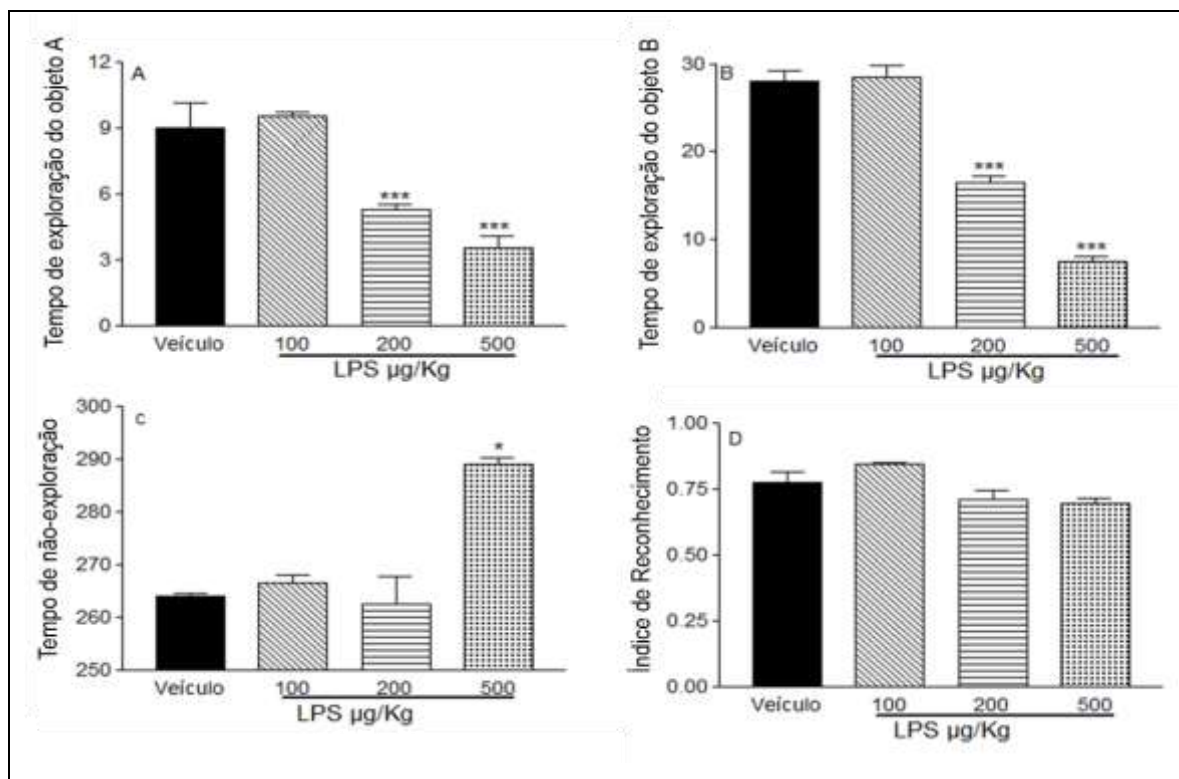 A
Tempo de exploração do objeto A
12
9
6
3
0
***
***
Veículo
100
200
500
LPS µg/Kg
B
Tempo de exploração do objeto B
30
20
10
0
***
***
Veículo
100
200
500
LPS µg/Kg
C
Tempo de não-exploração
300
290
280
270
260
250
*
Veículo
100
200
500
LPS µg/Kg
D
Índice de Reconhecimento
1.00
0.75
0.50
0.25
0.00
Veículo
100
200
500
LPS µg/Kg